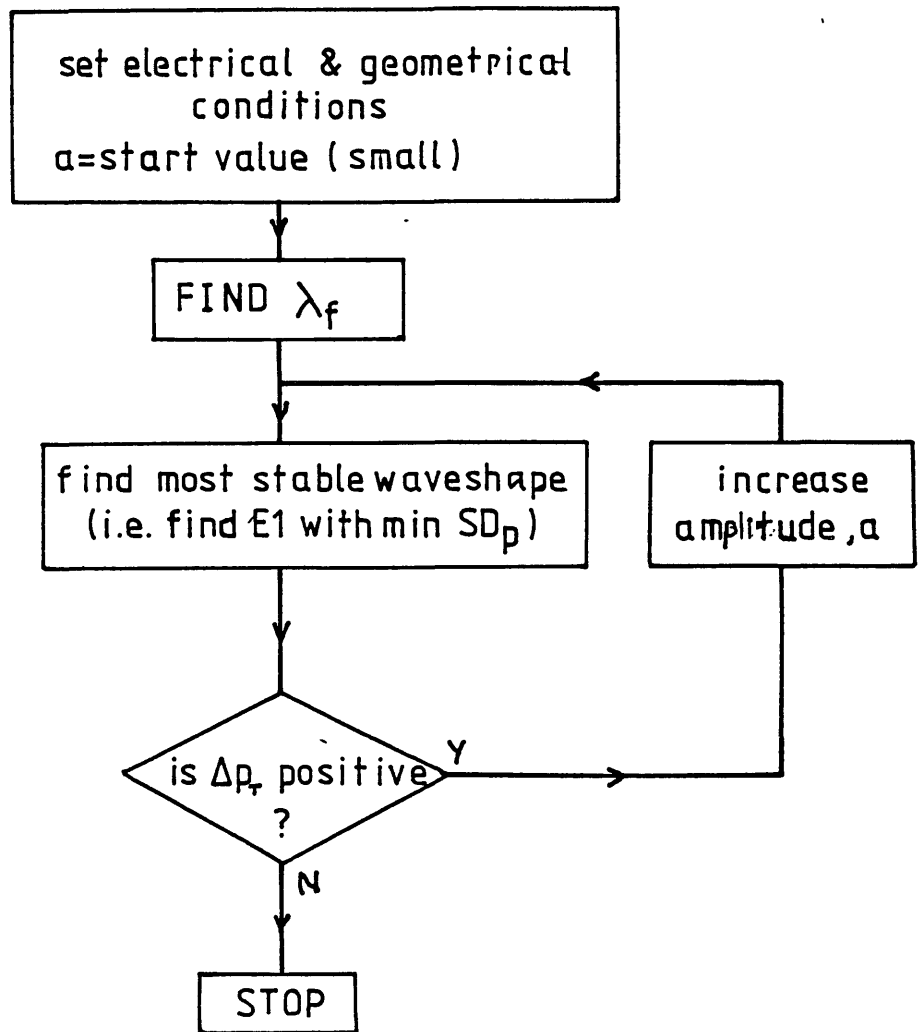 set electrical & geometrical
conditions
a=start value (small)
FIND λf
find most stable waveshape
(i.e. find E1 with min SDp)
increase
amplitude, a
is ΔpT positive
?
Y
N
STOP